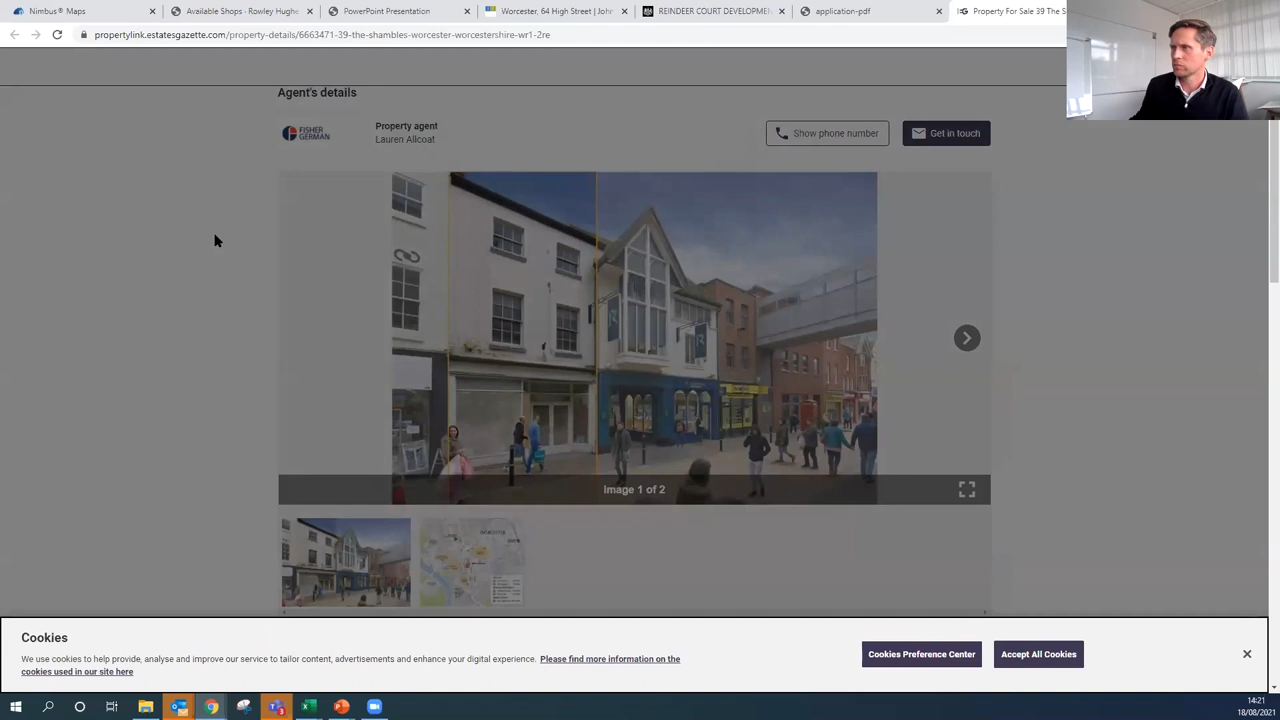 Nimbus® Maps
Available Shops - Rowley Hughe
PowerPoint Presentation
Worcester, 64 High Street | John
REINDEER COURT DEVELOPMEN
application-pdf
Property For Sale 39 The S
propertylink.estatesgazette.com/property-details/6663471-39-the-shambles-worcester-worcestershire-wr1-2re
Agent's details
FISHER
GERMAN
Property agent
Lauren Allcoat
Show phone number
Get in touch
Image 1 of 2
Cookies
We use cookies to help provide, analyse and improve our service to tailor content, advertisements and enhance your digital experience. Please find more information on the
cookies used in our site here
Cookies Preference Center
Accept All Cookies
14:21
18/08/2021